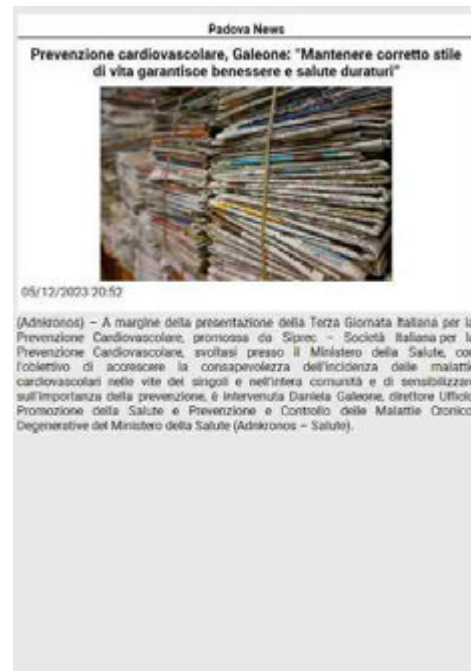 Padova News
Prevenzione cardiovascolare, Galeone: "Mantenere corretto stile
di vita garantisce benessere e salute duraturi"
05/12/2023 20:52
(Adnkronos) – A margine della presentazione della Terza Giornata Italiana per la
Prevenzione Cardiovascolare, promossa da Siprec – Società Italiana per la
Prevenzione Cardiovascolare, svoltasi presso il Ministero della Salute, con
l'obiettivo di accrescere la consapevolezza dell'incidenza delle malattie
cardiovascolari nelle vite dei singoli e nell'intera comunità e di sensibilizzare
sull'importanza della prevenzione, è intervenuta Daniela Galeone, direttore Ufficio
Promozione della Salute e Prevenzione e Controllo delle Malattie Cronico
Degenerative del Ministero della Salute (Adnkronos – Salute).